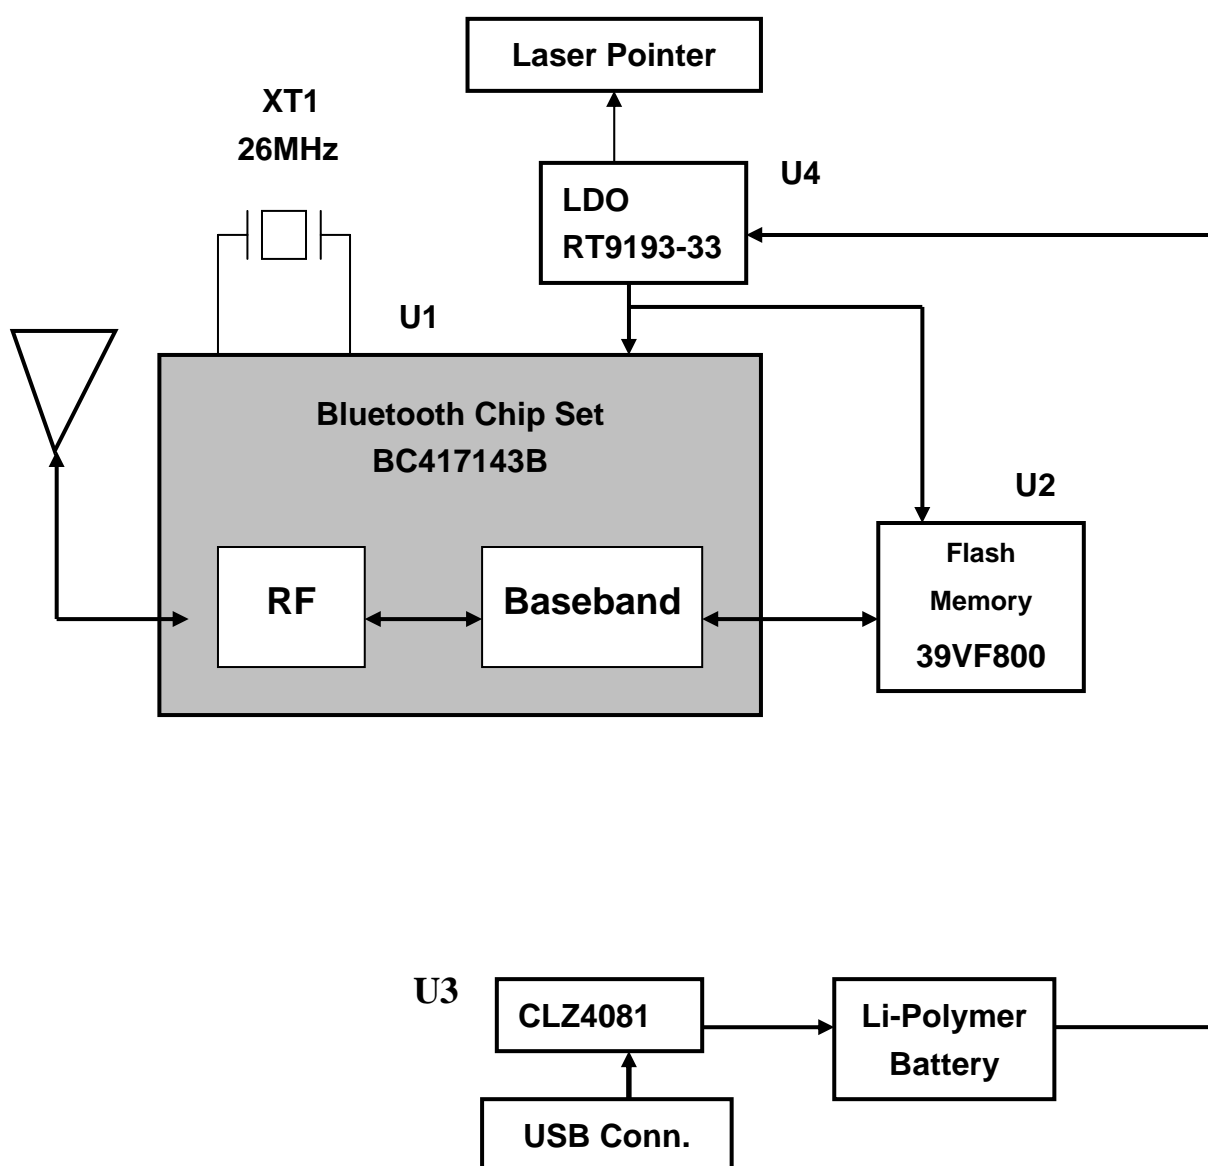 Laser Pointer
XT1
26MHz
U4
LDO
RT9193-33
U1
Bluetooth Chip Set
BC417143B
U2
Flash
Memory
39VF800
RF
Baseband
U3
CLZ4081
Li-Polymer
Battery
USB Conn.